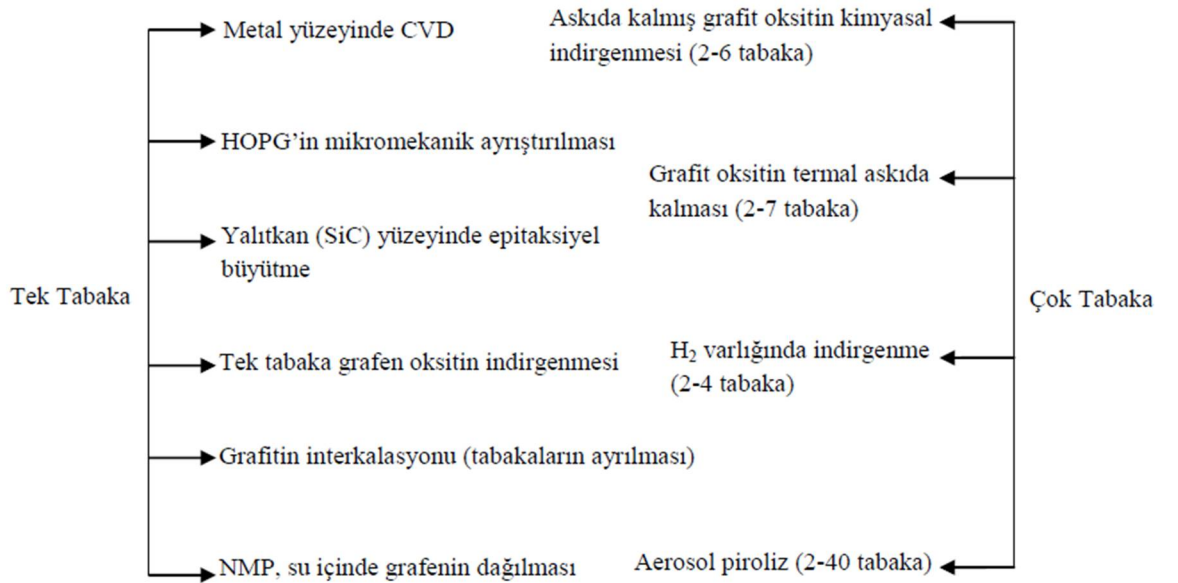 Tek Tabaka
Metal yüzeyinde CVD
HOPG’in mikromekanik ayrıştırılması
Yalıtkan (SiC) yüzeyinde epitaksiyel
büyütme
Tek tabaka grafen oksitin indirgenmesi
Grafitin interkalasyonu (tabakaların ayrılması)
NMP, su içinde grafenin dağılması
Çok Tabaka
Askıda kalmış grafit oksitin kimyasal
indirgenmesi (2-6 tabaka)
Grafit oksitin termal askıda
kalması (2-7 tabaka)
H₂ varlığında indirgenme
(2-4 tabaka)
Aerosol piroliz (2-40 tabaka)